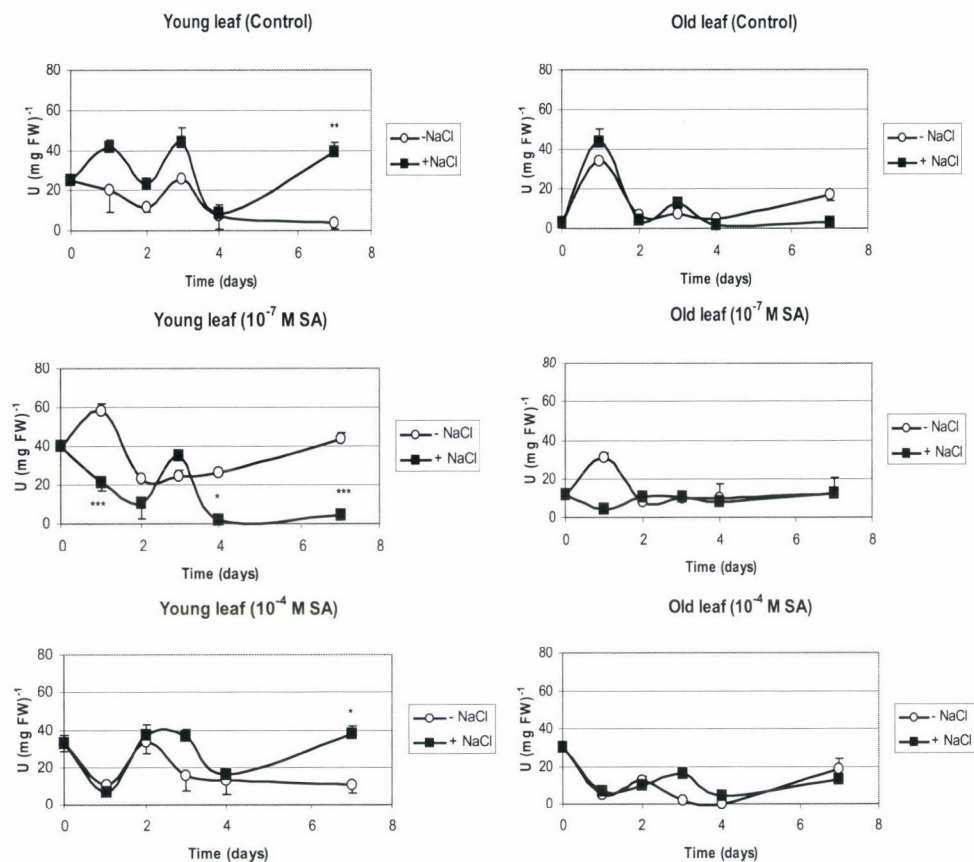 Young leaf (Control)
U (mg FW)⁻¹
80
60
40
20
0
0 2 4 6 8
Time (days)
**
-NaCl
+NaCl
Old leaf (Control)
U (mg FW)⁻¹
80
60
40
20
0
0 2 4 6 8
Time (days)
- NaCl
+ NaCl
Young leaf (10⁻⁷ M SA)
U (mg FW)⁻¹
80
60
40
20
0
0 1 2 3 4 5 6 7 8
Time (days)
***
*
***
- NaCl
+ NaCl
Old leaf (10⁻⁷ M SA)
U (mg FW)⁻¹
80
60
40
20
0
0 2 4 6 8
Time (days)
- NaCl
+ NaCl
Young leaf (10⁻⁴ M SA)
U (mg FW)⁻¹
80
60
40
20
0
0 2 4 6 8
Time (days)
*
- NaCl
+ NaCl
Old leaf (10⁻⁴ M SA)
U (mg FW)⁻¹
80
60
40
20
0
0 2 4 6 8
Time (days)
- NaCl
+ NaCl